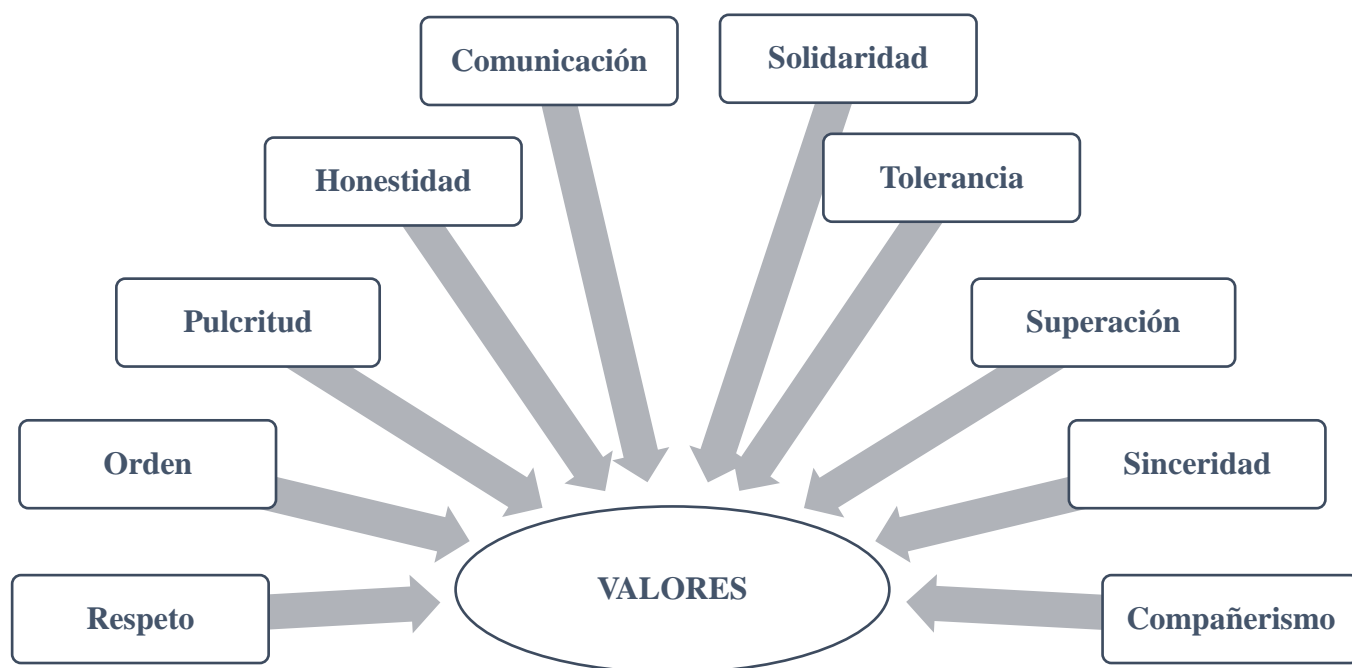 Comunicación
Solidaridad
Honestidad
Tolerancia
Pulcritud
Superación
Orden
Sinceridad
VALORES
Respeto
Compañerismo